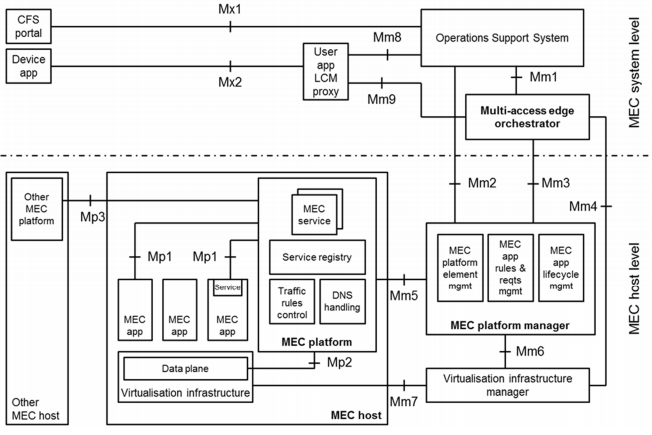 CFS
portal
Mx1
Operations Support System
Device
app
Mx2
User
app
LCM
proxy
Mm8
Mm9
Mm1
Multi-access edge
orchestrator
MEC system level
Mm2
Mm3
Mm4
Other
MEC
platform
Mp3
MEC
service
Mp1
Mp1
Service registry
Service
MEC
app
MEC
app
MEC
app
Traffic
rules
control
DNS
handling
MEC platform
Mm5
MEC
platform
element
mgmt
MEC
app
rules &
reqts
mgmt
MEC
app
lifecycle
mgmt
MEC platform manager
MEC host level
Mp2
Data plane
Virtualisation infrastructure
Mm6
Mm7
Virtualisation infrastructure
manager
Other
MEC host
MEC host